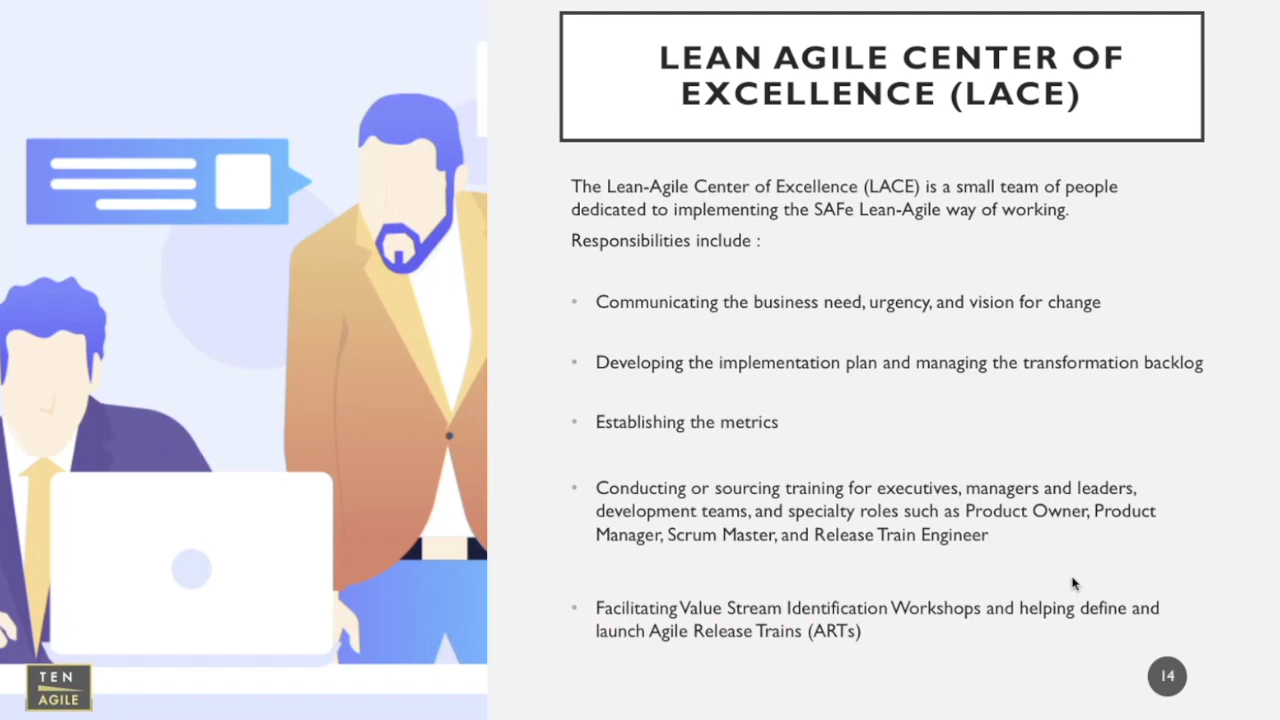 LEAN AGILE CENTER OF
EXCELLENCE (LACE)
The Lean-Agile Center of Excellence (LACE) is a small team of people
dedicated to implementing the SAFe Lean-Agile way of working.
Responsibilities include :
• Communicating the business need, urgency, and vision for change
• Developing the implementation plan and managing the transformation backlog
• Establishing the metrics
• Conducting or sourcing training for executives, managers and leaders,
development teams, and specialty roles such as Product Owner, Product
Manager, Scrum Master, and Release Train Engineer
• Facilitating Value Stream Identification Workshops and helping define and
launch Agile Release Trains (ARTs)
14
TEN
AGILE